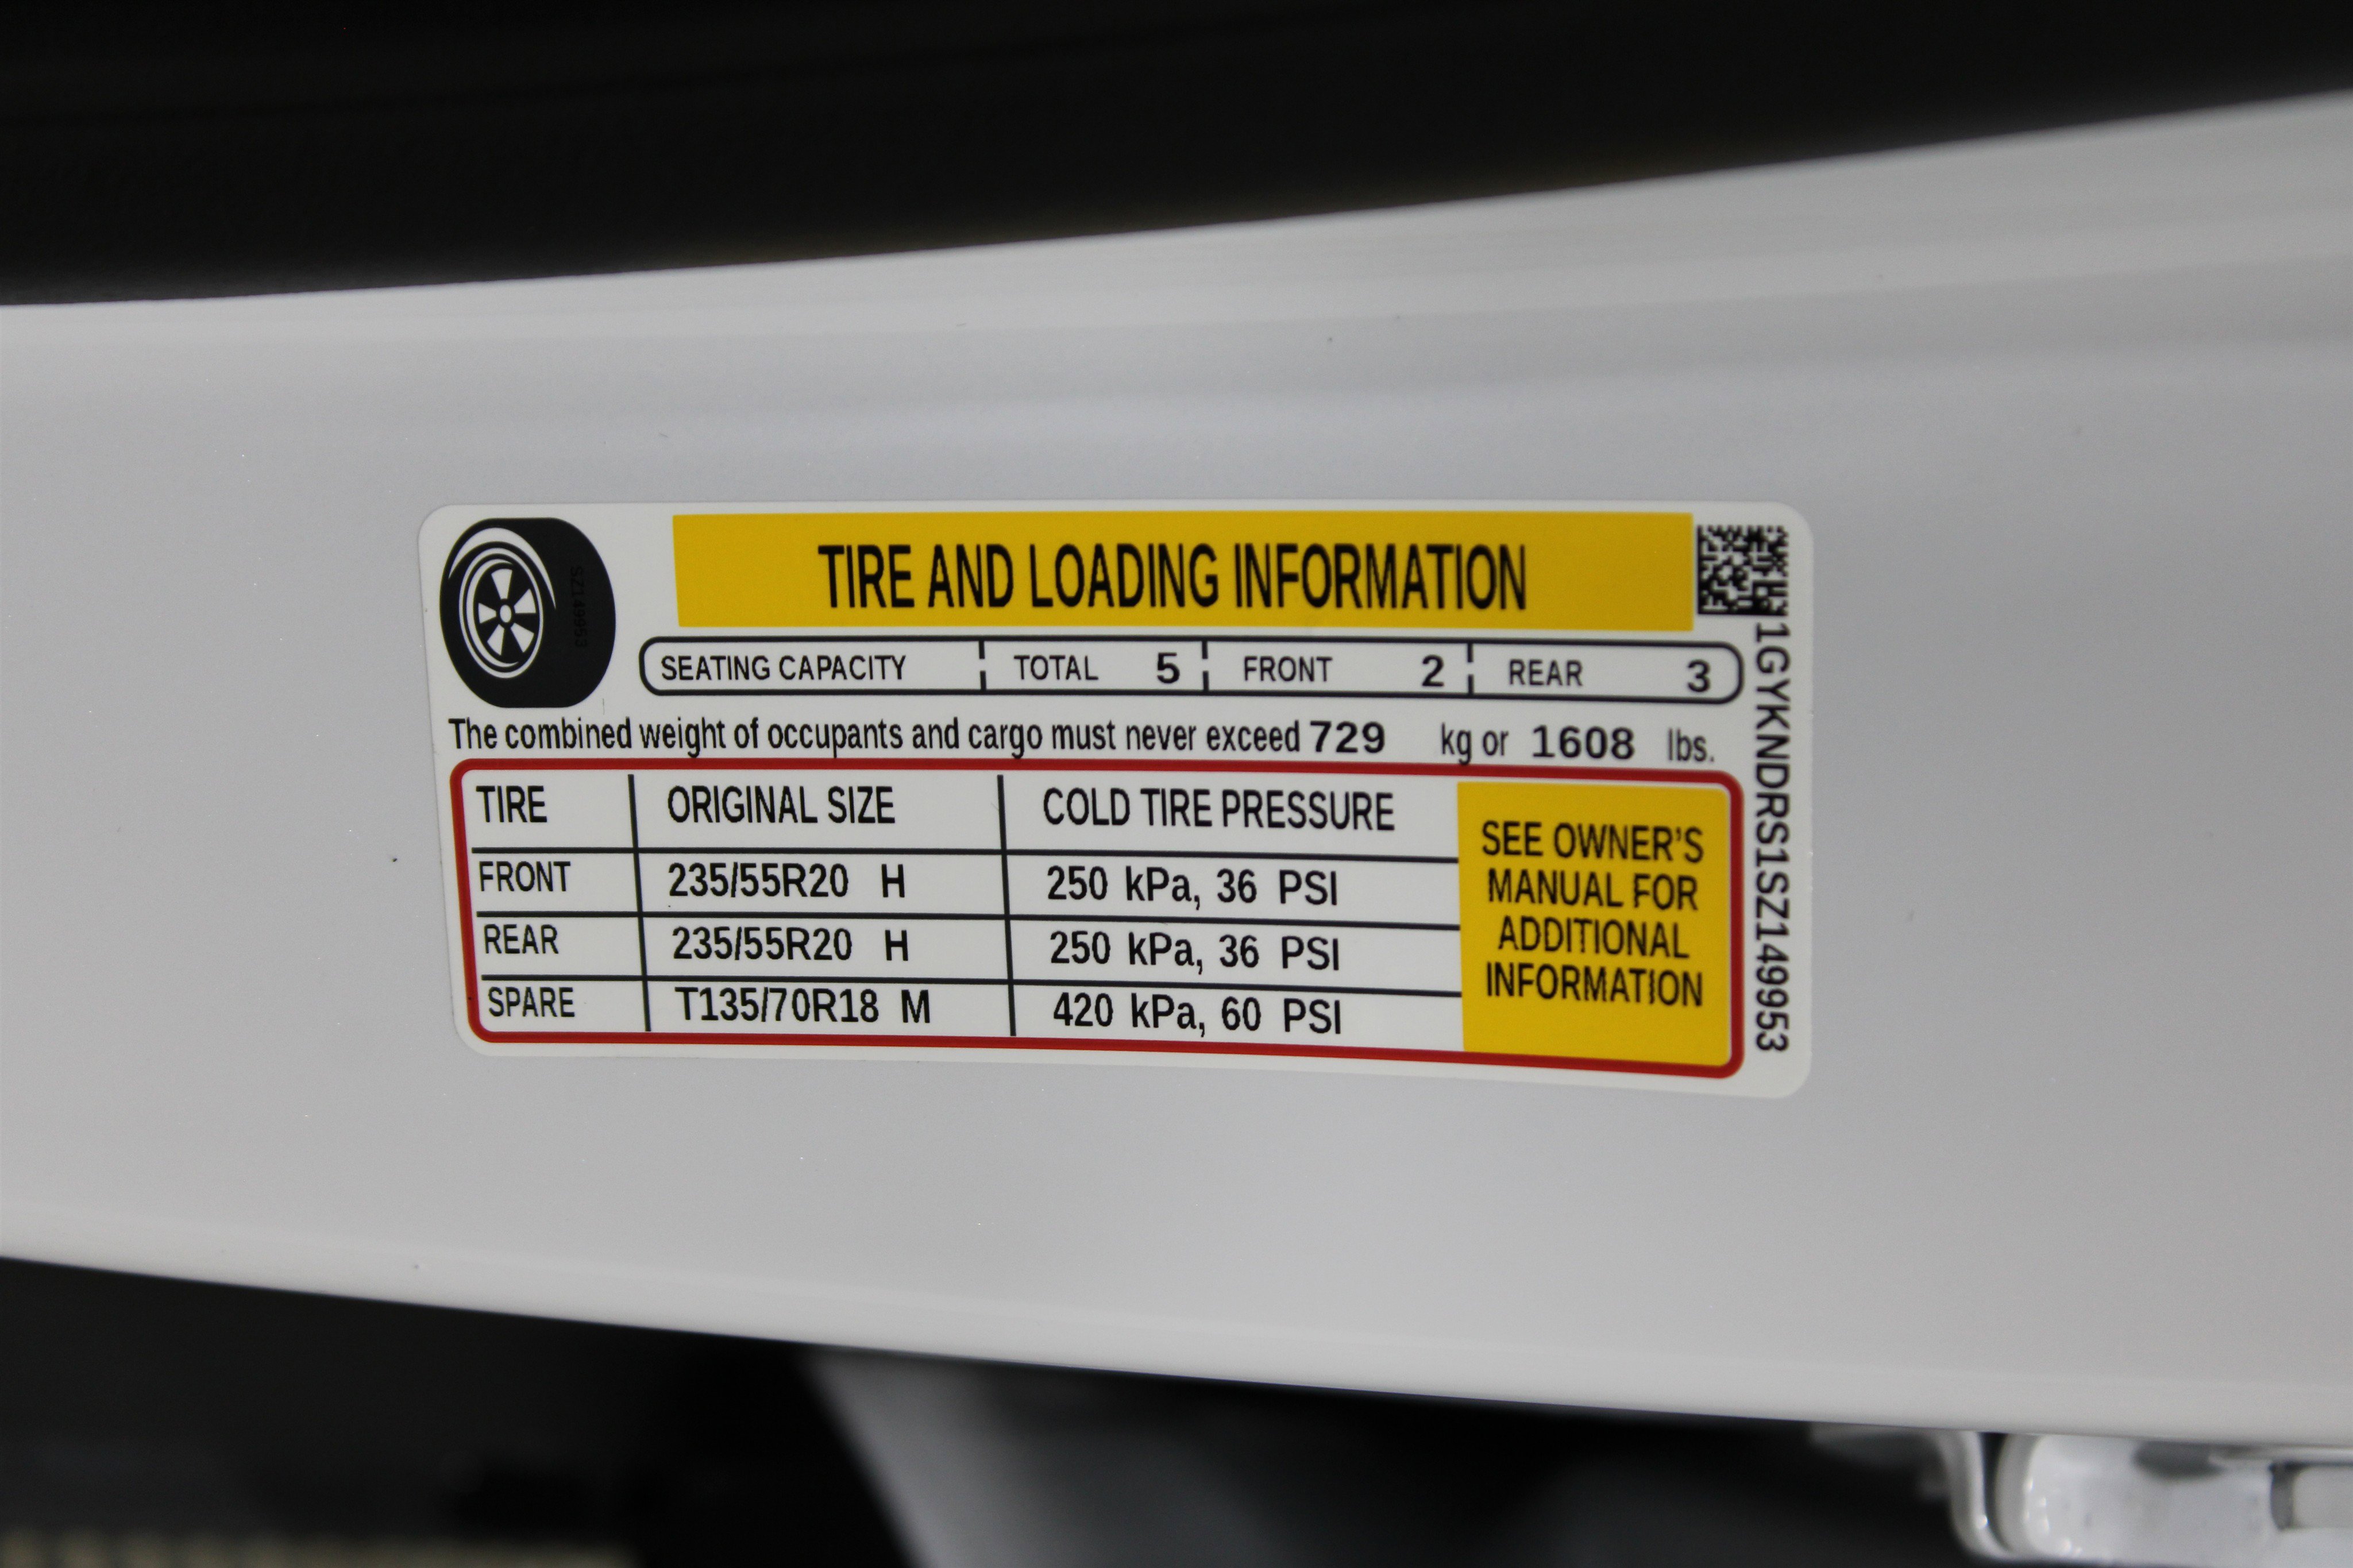 TIRE AND LOADING INFORMATION
SEATING CAPACITY TOTAL 5 FRONT 2 REAR 3
The combined weight of occupants and cargo must never exceed 729 kg or 1608 lbs.
TIRE ORIGINAL SIZE COLD TIRE PRESSURE
FRONT 235/55R20 H 250 kPa, 36 PSI
REAR 235/55R20 H 250 kPa, 36 PSI
SPARE T135/70R18 M 420 kPa, 60 PSI
SEE OWNER'S
MANUAL FOR
ADDITIONAL
INFORMATION
1GYKNDRS1SZ149953
SZ149953